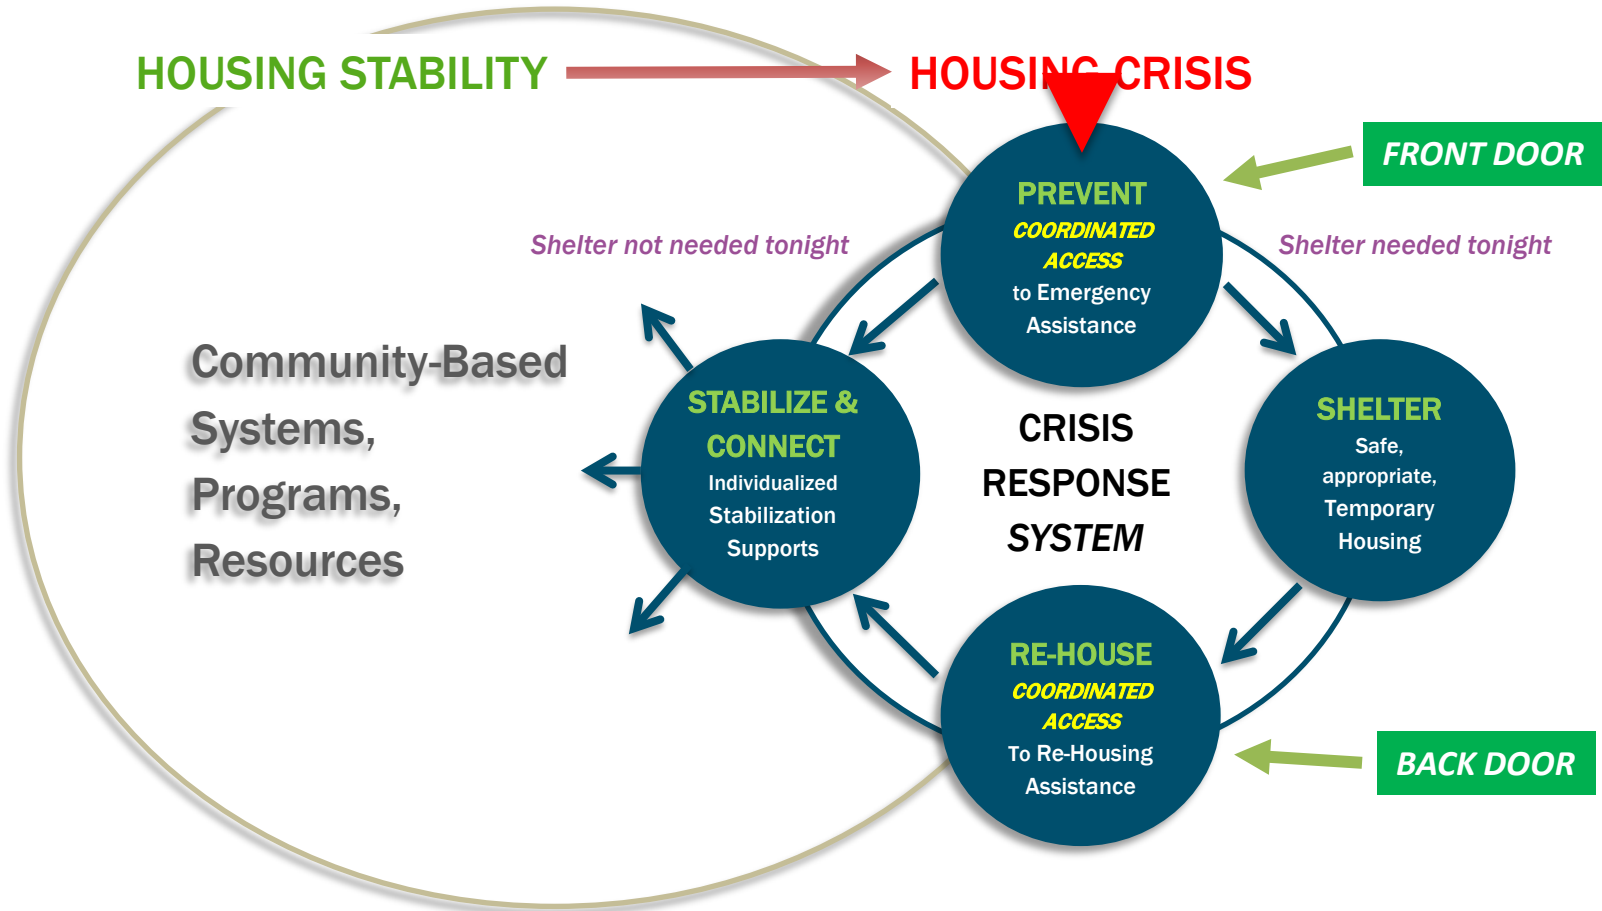 HOUSING STABILITY
HOUSING CRISIS
FRONT DOOR
PREVENT
COORDINATED
ACCESS
to Emergency
Assistance
Shelter not needed tonight
Shelter needed tonight
Community-Based
Systems,
Programs,
Resources
STABILIZE &
CONNECT
Individualized
Stabilization
Supports
CRISIS
RESPONSE
SYSTEM
SHELTER
Safe,
appropriate,
Temporary
Housing
RE-HOUSE
COORDINATED
ACCESS
To Re-Housing
Assistance
BACK DOOR